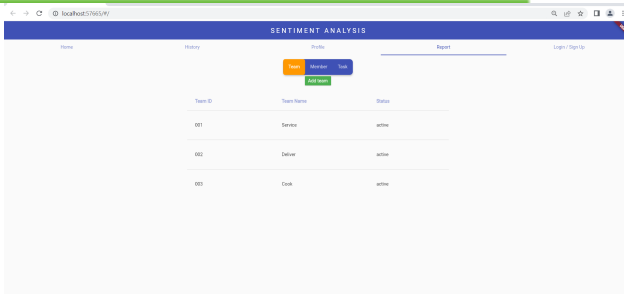 localhost:57665/#/
SENTIMENT ANALYSIS
Home History Profile Report Login / Sign Up
Team Member Task
Add team
Team ID Team Name Status
001 Service active
002 Deliver active
003 Cook active